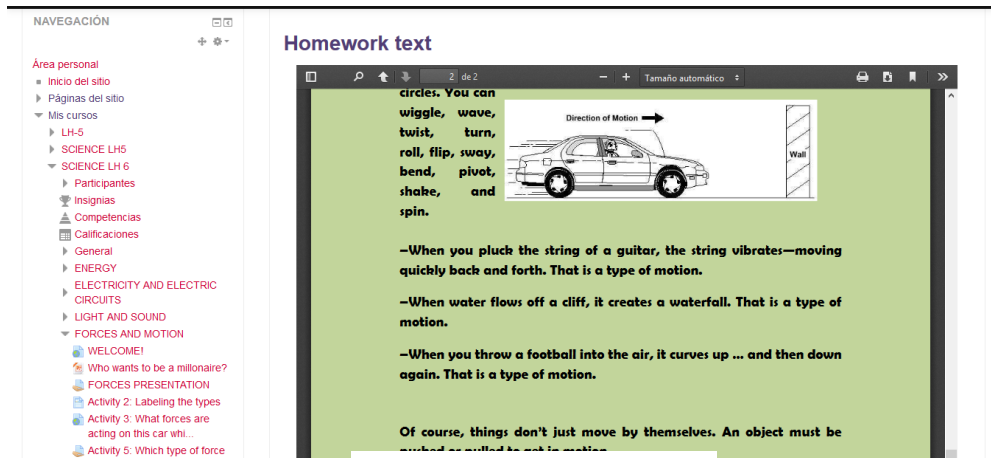 NAVEGACIÓN
Área personal
Inicio del sitio
Páginas del sitio
Mis cursos
LH-5
SCIENCE LH5
SCIENCE LH 6
Participantes
Insignias
Competencias
Calificaciones
General
ENERGY
ELECTRICITY AND ELECTRIC
CIRCUITS
LIGHT AND SOUND
FORCES AND MOTION
WELCOME!
Who wants to be a millonaire?
FORCES PRESENTATION
Activity 2: Labeling the types
Activity 3: What forces are
acting on this car whi...
Activity 5: Which type of force
Homework text
2 de 2
Tamaño automático
circles. You can
wiggle, wave,
twist, turn,
roll, flip, sway,
bend, pivot,
shake, and
spin.
Direction of Motion
Wall
–When you pluck the string of a guitar, the string vibrates—moving
quickly back and forth. That is a type of motion.
–When water flows off a cliff, it creates a waterfall. That is a type of
motion.
–When you throw a football into the air, it curves up ... and then down
again. That is a type of motion.
Of course, things don't just move by themselves. An object must be
pushed or pulled to get in motion.